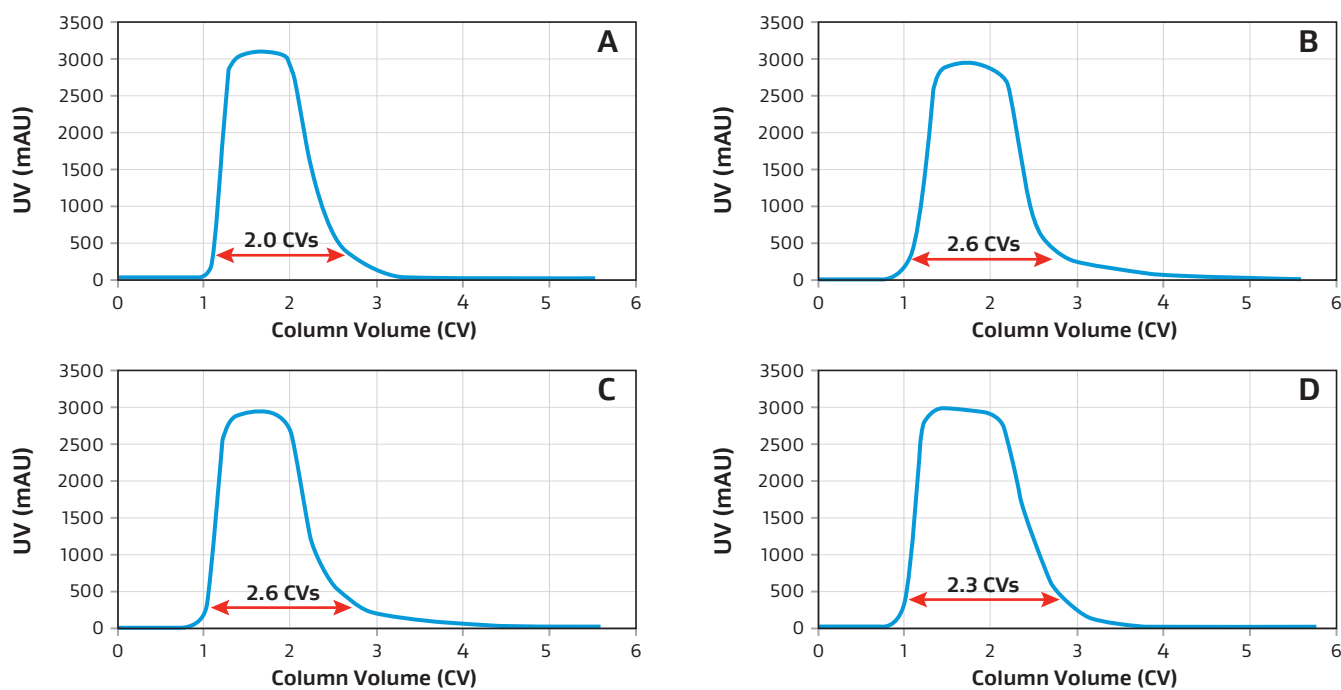 A
UV (mAU)
3500
3000
2500
2000
1500
1000
500
0
2.0 CVs
0 1 2 3 4 5 6
Column Volume (CV)
B
UV (mAU)
3500
3000
2500
2000
1500
1000
500
0
2.6 CVs
0 1 2 3 4 5 6
Column Volume (CV)
C
UV (mAU)
3500
3000
2500
2000
1500
1000
500
0
2.6 CVs
0 1 2 3 4 5 6
Column Volume (CV)
D
UV (mAU)
3500
3000
2500
2000
1500
1000
500
0
2.3 CVs
0 1 2 3 4 5 6
Column Volume (CV)